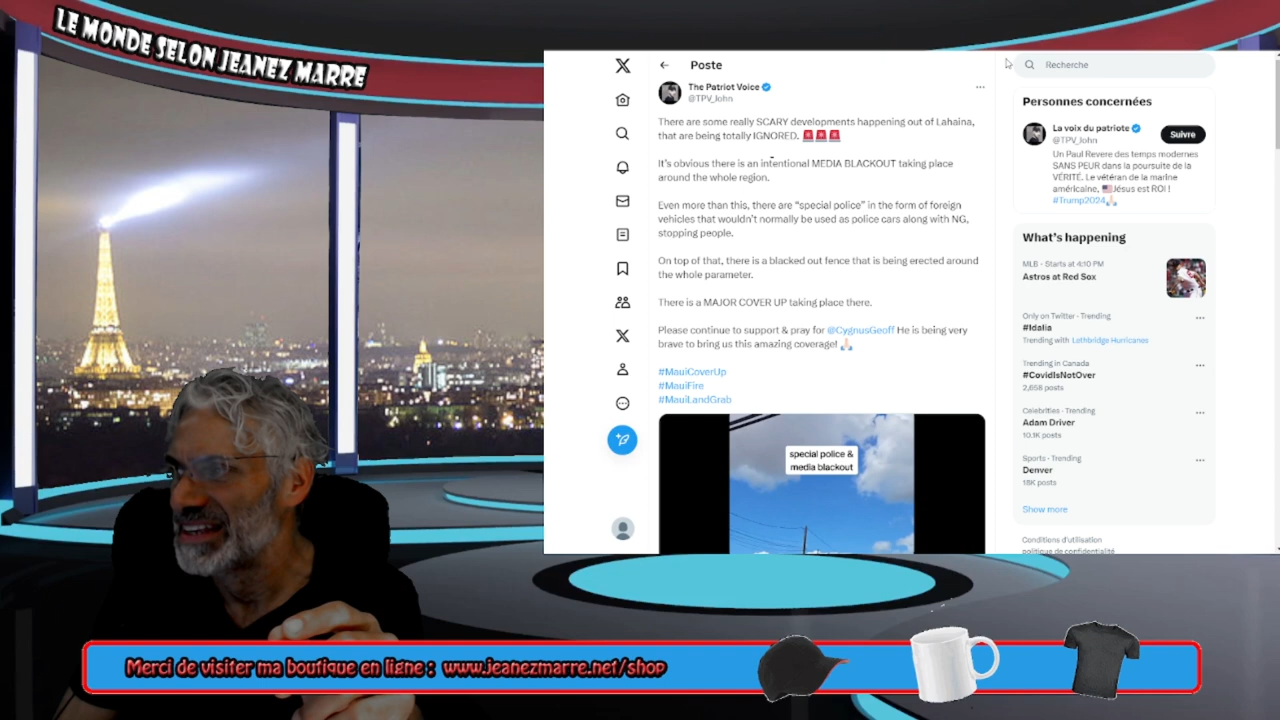 LE MONDE SELON JEANEZ MARRE
Poste
The Patriot Voice
@TPV_John
There are some really SCARY developments happening out of Lahaina,
that are being totally IGNORED. 🚨🚨🚨
It's obvious there is an intentional MEDIA BLACKOUT taking place
around the whole region.
Even more than this, there are “special police” in the form of foreign
vehicles that wouldn't normally be used as police cars along with NG,
stopping people.
On top of that, there is a blacked out fence that is being erected around
the whole parameter.
There is a MAJOR COVER UP taking place there.
Please continue to support & pray for @CygnusGeoff He is being very
brave to bring us this amazing coverage! 🙏🏻
#MauiCoverUp
#MauiFire
#MauiLandGrab
special police &
media blackout
Recherche
Personnes concernées
La voix du patriote
@TPV_John
Suivre
Un Paul Revere des temps modernes
SANS PEUR dans la poursuite de la
VÉRITÉ. Le vétéran de la marine
américaine, 🇺🇸Jésus est ROI !
#Trump2024🙏🏻
What's happening
MLB · Starts at 4:10 PM
Astros at Red Sox
Only on Twitter · Trending
#Idalia
Trending with Lethbridge Hurricanes
Trending in Canada
#CovidIsNotOver
2,658 posts
Celebrities · Trending
Adam Driver
10.1K posts
Sports · Trending
Denver
18K posts
Show more
Conditions d'utilisation
politique de confidentialité
Merci de visiter ma boutique en ligne : www.jeanezmarre.net/shop